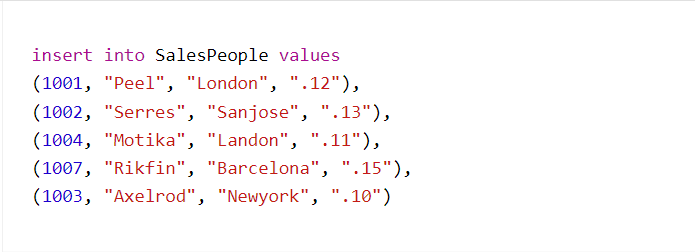 insert into SalesPeople values
(1001, "Peel", "London", ".12"),
(1002, "Serres", "Sanjose", ".13"),
(1004, "Motika", "Landon", ".11"),
(1007, "Rikfin", "Barcelona", ".15"),
(1003, "Axelrod", "Newyork", ".10")